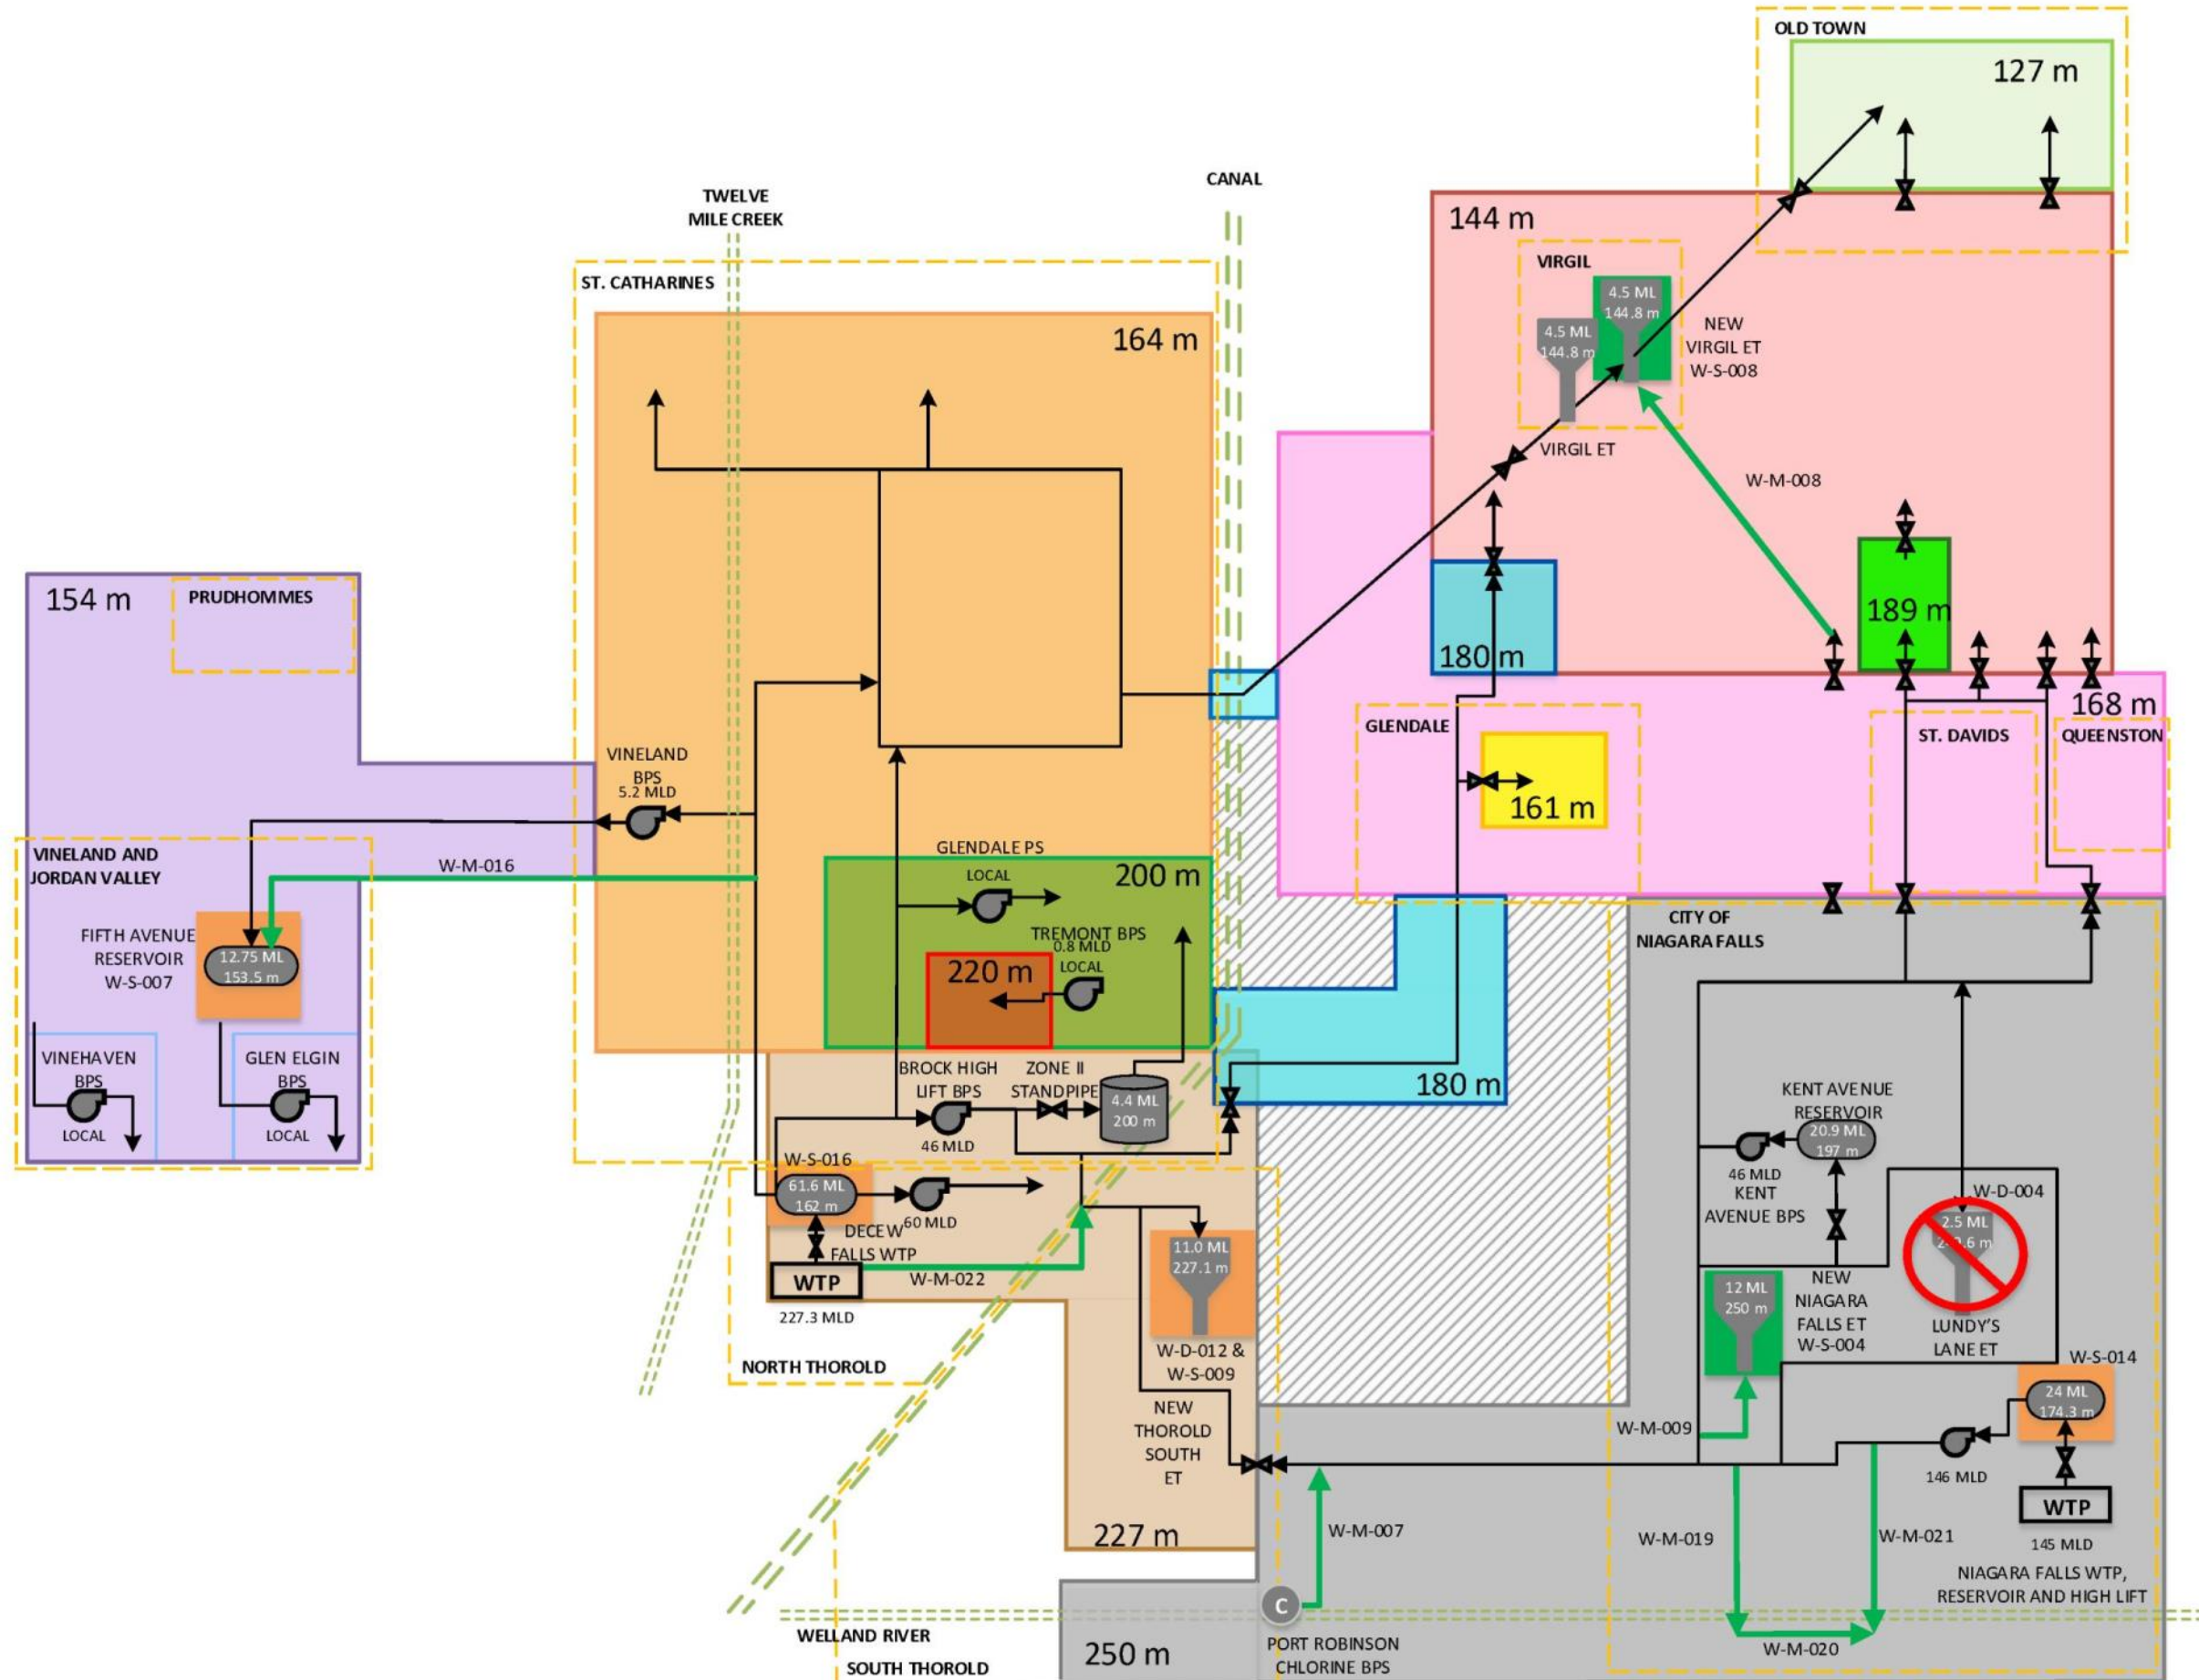 OLD TOWN
127 m
CANAL
TWELVE
MILE CREEK
144 m
VIRGIL
ST. CATHARINES
4.5 ML
144.8 m
4.5 ML
144.8 m
NEW
VIRGIL ET
W-S-008
164 m
VIRGIL ET
W-M-008
154 m
PRUDHOMMES
189 m
180 m
168 m
GLENDALE
ST. DAVIDS
QUEENSTON
VINELAND
BPS
5.2 MLD
161 m
VINELAND AND
JORDAN VALLEY
W-M-016
GLENDALE PS
LOCAL
200 m
CITY OF
NIAGARA FALLS
FIFTH AVENUE
RESERVOIR
W-S-007
12.75 ML
153.5 m
TREMONT BPS
0.8 MLD
LOCAL
220 m
VINEHAVEN
BPS
LOCAL
GLEN ELGIN
BPS
LOCAL
BROCK HIGH
LIFT BPS
46 MLD
ZONE II
STANDPIPE
4.4 ML
200 m
180 m
KENT AVENUE
RESERVOIR
20.9 ML
197 m
46 MLD
KENT
AVENUE BPS
W-S-016
61.6 ML
162 m
60 MLD
DECEW
FALLS WTP
WTP
227.3 MLD
W-M-022
W-D-004
2.5 ML
11.0 ML
227.1 m
W-D-012 &
W-S-009
NEW
THOROLD
SOUTH
ET
12 ML
250 m
NEW
NIAGARA
FALLS ET
W-S-004
LUNDY'S
LANE ET
W-S-014
24 ML
174.3 m
NORTH THOROLD
W-M-009
146 MLD
WTP
145 MLD
NIAGARA FALLS WTP,
RESERVOIR AND HIGH LIFT
227 m
W-M-007
W-M-019
W-M-021
W-M-020
C
PORT ROBINSON
CHLORINE BPS
WELLAND RIVER
SOUTH THOROLD
250 m